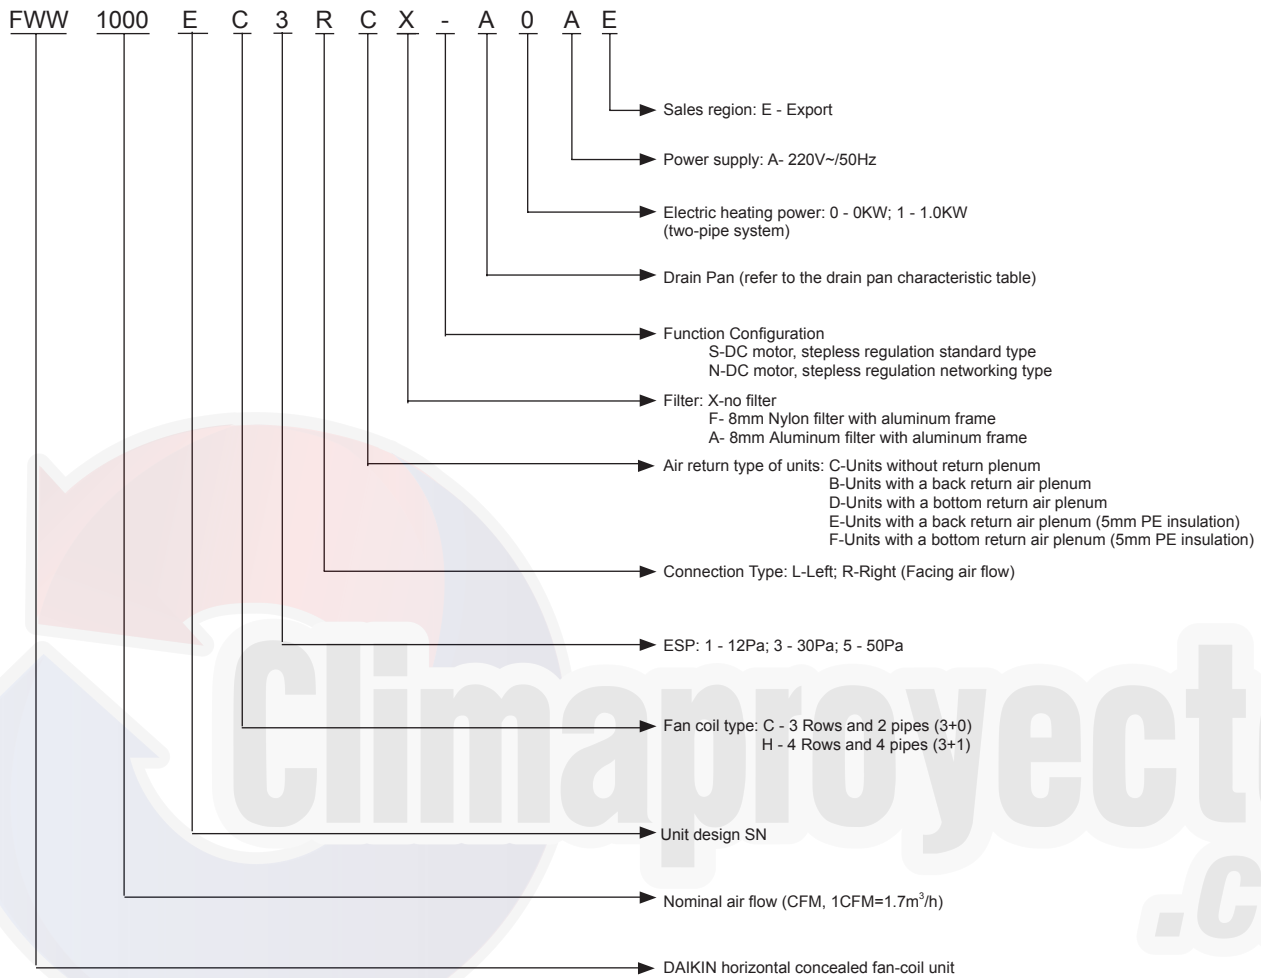 FWW 1000 E C 3 R C X - A 0 A E
Sales region: E - Export
Power supply: A- 220V~/50Hz
Electric heating power: 0 - 0KW; 1 - 1.0KW
(two-pipe system)
Drain Pan (refer to the drain pan characteristic table)
Function Configuration
S-DC motor, stepless regulation standard type
N-DC motor, stepless regulation networking type
Filter: X-no filter
F- 8mm Nylon filter with aluminum frame
A- 8mm Aluminum filter with aluminum frame
Air return type of units: C-Units without return plenum
B-Units with a back return air plenum
D-Units with a bottom return air plenum
E-Units with a back return air plenum (5mm PE insulation)
F-Units with a bottom return air plenum (5mm PE insulation)
Connection Type: L-Left; R-Right (Facing air flow)
ESP: 1 - 12Pa; 3 - 30Pa; 5 - 50Pa
Fan coil type: C - 3 Rows and 2 pipes (3+0)
H - 4 Rows and 4 pipes (3+1)
Climaproyect
Unit design SN
Nominal air flow (CFM, 1CFM=1.7m³/h)
.c
DAIKIN horizontal concealed fan-coil unit